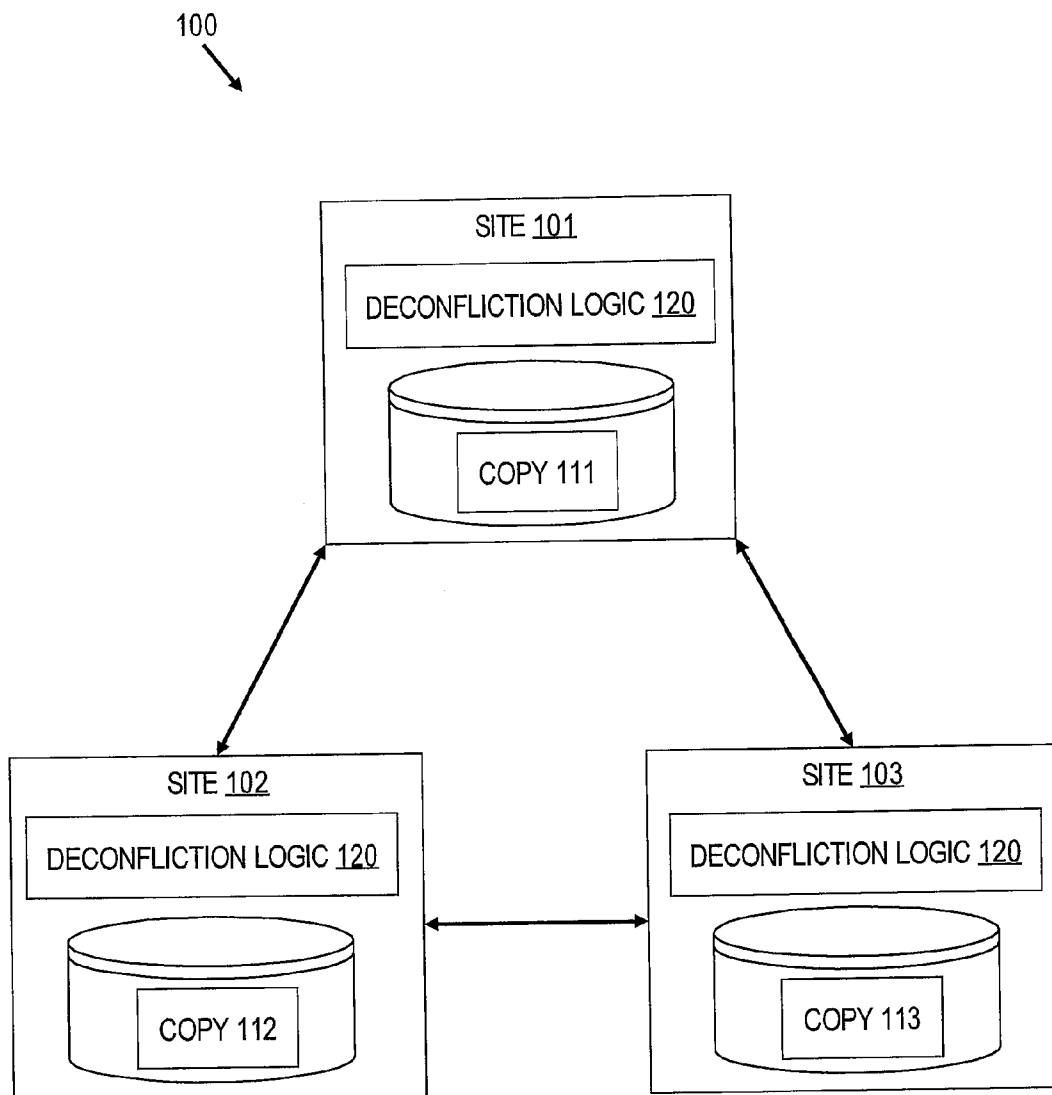 100
SITE 101
DECONFLICTION LOGIC 120
COPY 111
SITE 102
DECONFLICTION LOGIC 120
COPY 112
SITE 103
DECONFLICTION LOGIC 120
COPY 113